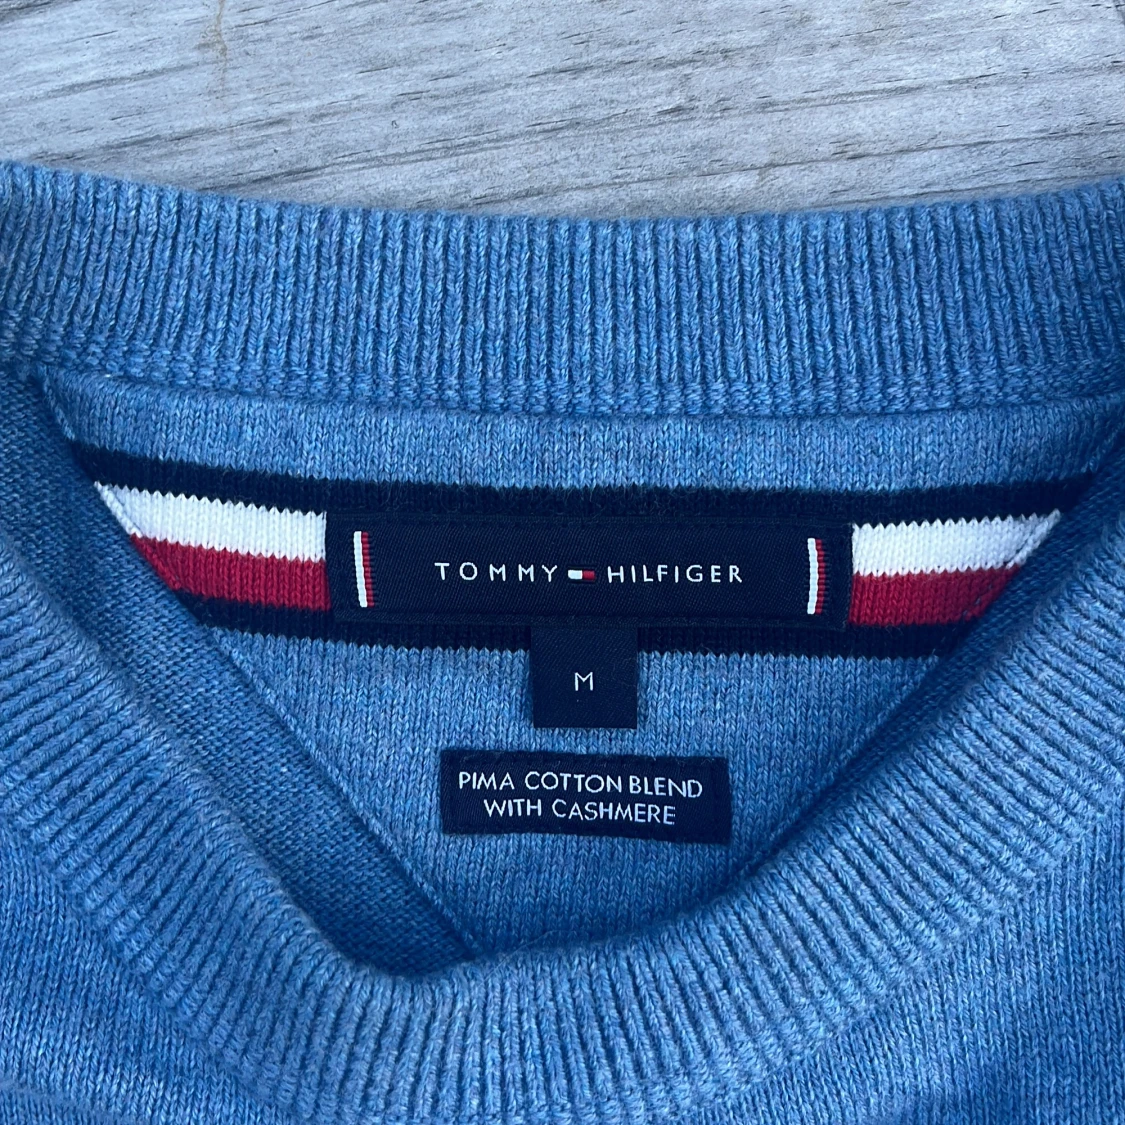 TOMMY HILFIGER
M
PIMA COTTON BLEND
WITH CASHMERE